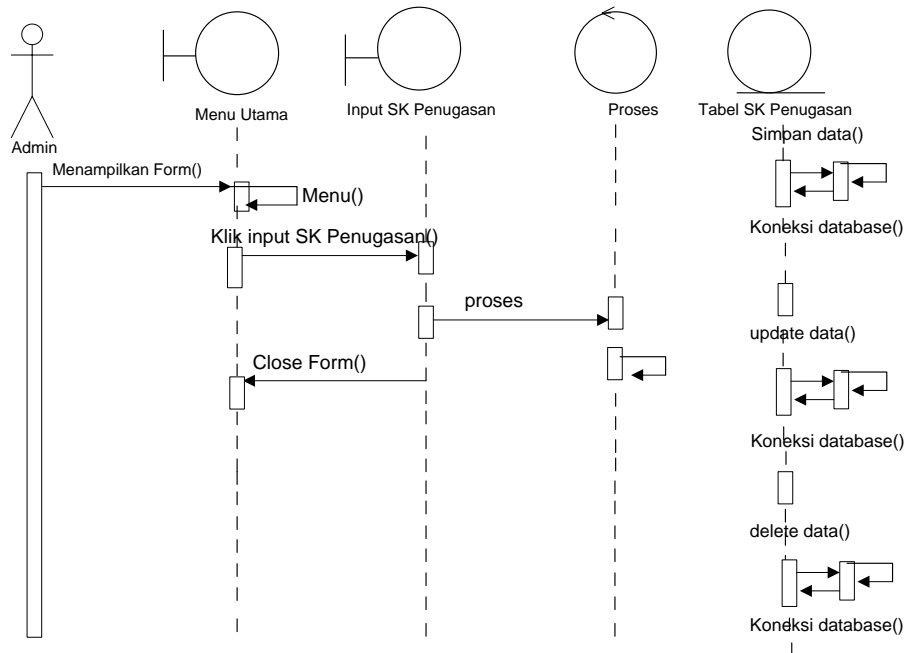 Admin
Menu Utama
Input SK Penugasan
Proses
Tabel SK Penugasan
Simpan data()
Menampilkan Form()
Menu()
Koneksi database()
Klik input SK Penugasan()
proses
update data()
Close Form()
Koneksi database()
delete data()
Koneksi database()